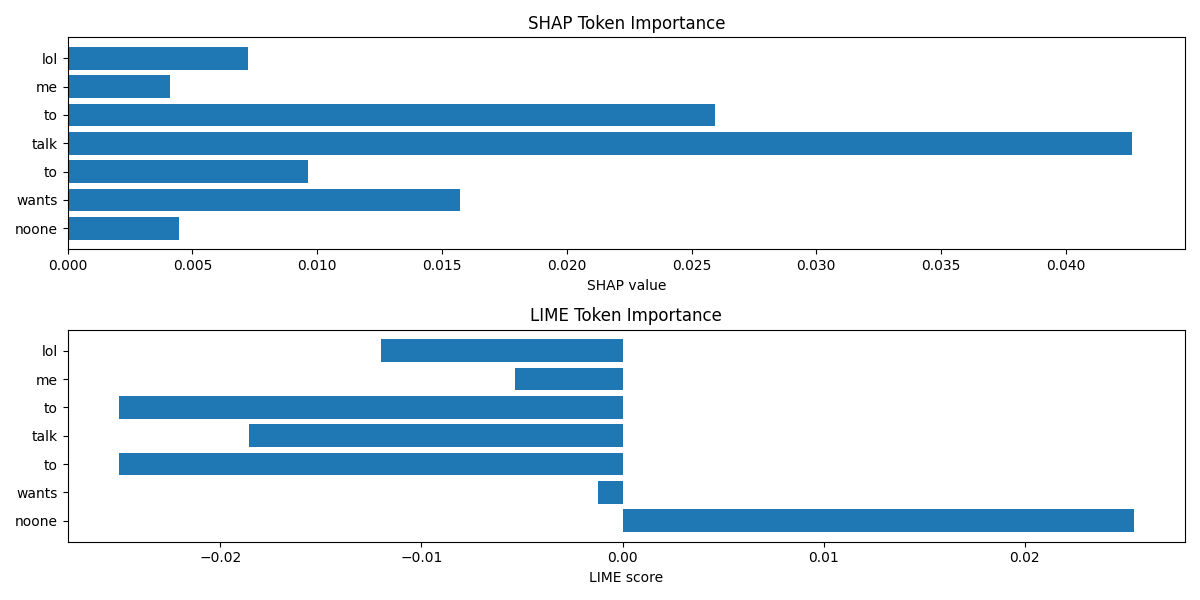 SHAP Token Importance
lol
me
to
talk
to
wants
noone
0.000 0.005 0.010 0.015 0.020 0.025 0.030 0.035 0.040
SHAP value
LIME Token Importance
lol
me
to
talk
to
wants
noone
−0.02 −0.01 0.00 0.01 0.02
LIME score